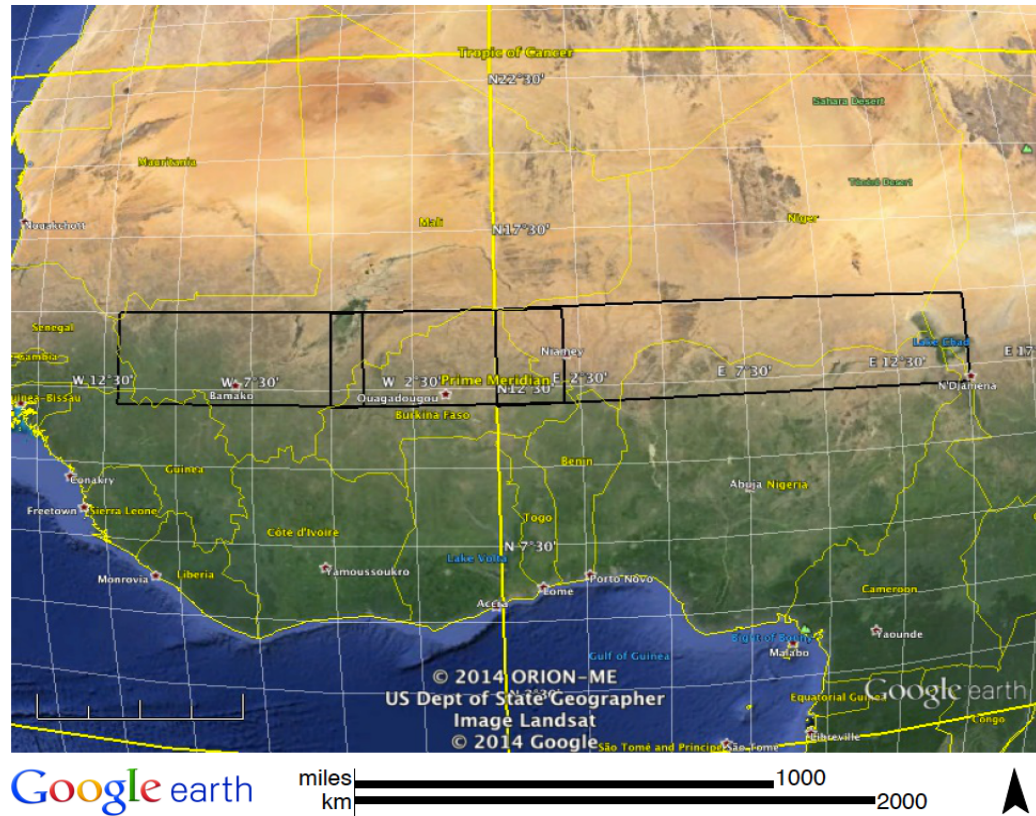 Tropic of Cancer
N22°30'
Sahara Desert
Mauritania
Ténéré Desert
Nouakchott
Mali
N17°30'
Niger
Senegal
Lake Chad
Niamey
W 12°30'
W 7°30'
W 2°30'
Prime Meridian
E 2°30'
E 7°30'
E 12°30'
E 17°
N12°30'
N'Djamena
Bamako
Ouagadougou
Guinea-Bissau
Burkina Faso
Benin
Guinea
Conakry
Abuja
Nigeria
Freetown
Sierra Leone
Togo
Côte d'Ivoire
N 7°30'
Lake Volta
Monrovia
Liberia
Yamoussoukro
Porto Novo
Lome
Cameroon
Accra
Yaounde
Bight of Bonny
Malabo
Gulf of Guinea
© 2014 ORION-ME
US Dept of State Geographer
N 2°30'
Image Landsat
© 2014 Google
Equatorial Guinea
Google earth
Congo
São Tomé and Príncipe
São Tomé
Libreville
Google earth
miles
1000
km
2000